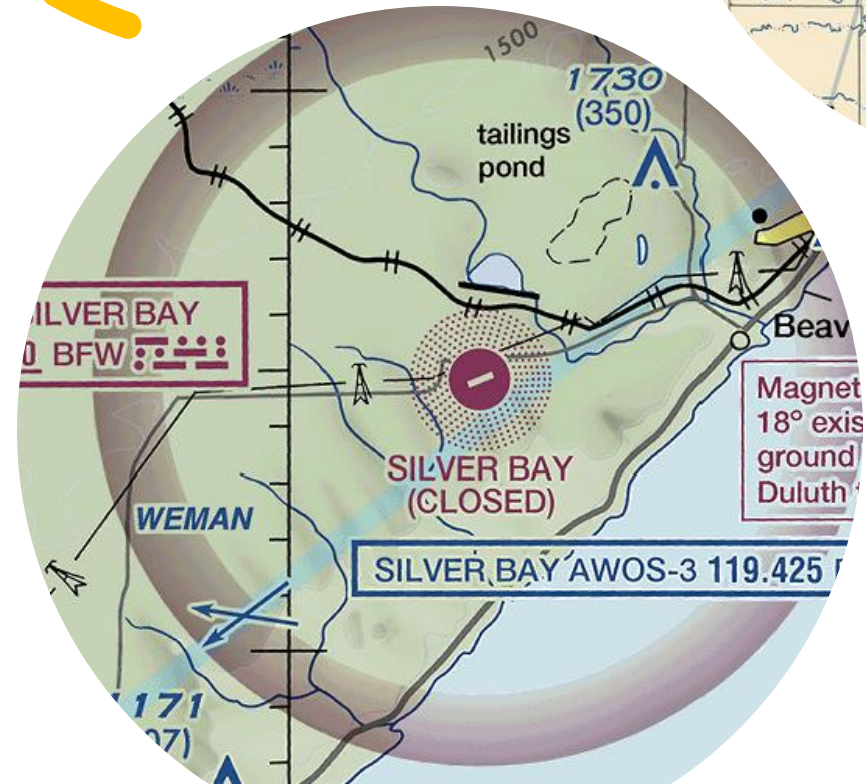 1500
1730
(350)
tailings
pond
SILVER BAY
BFW
Beav
Magnet
18° exis
ground
Duluth
SILVER BAY
(CLOSED)
WEMAN
SILVER BAY AWOS-3 119.425
171
07)